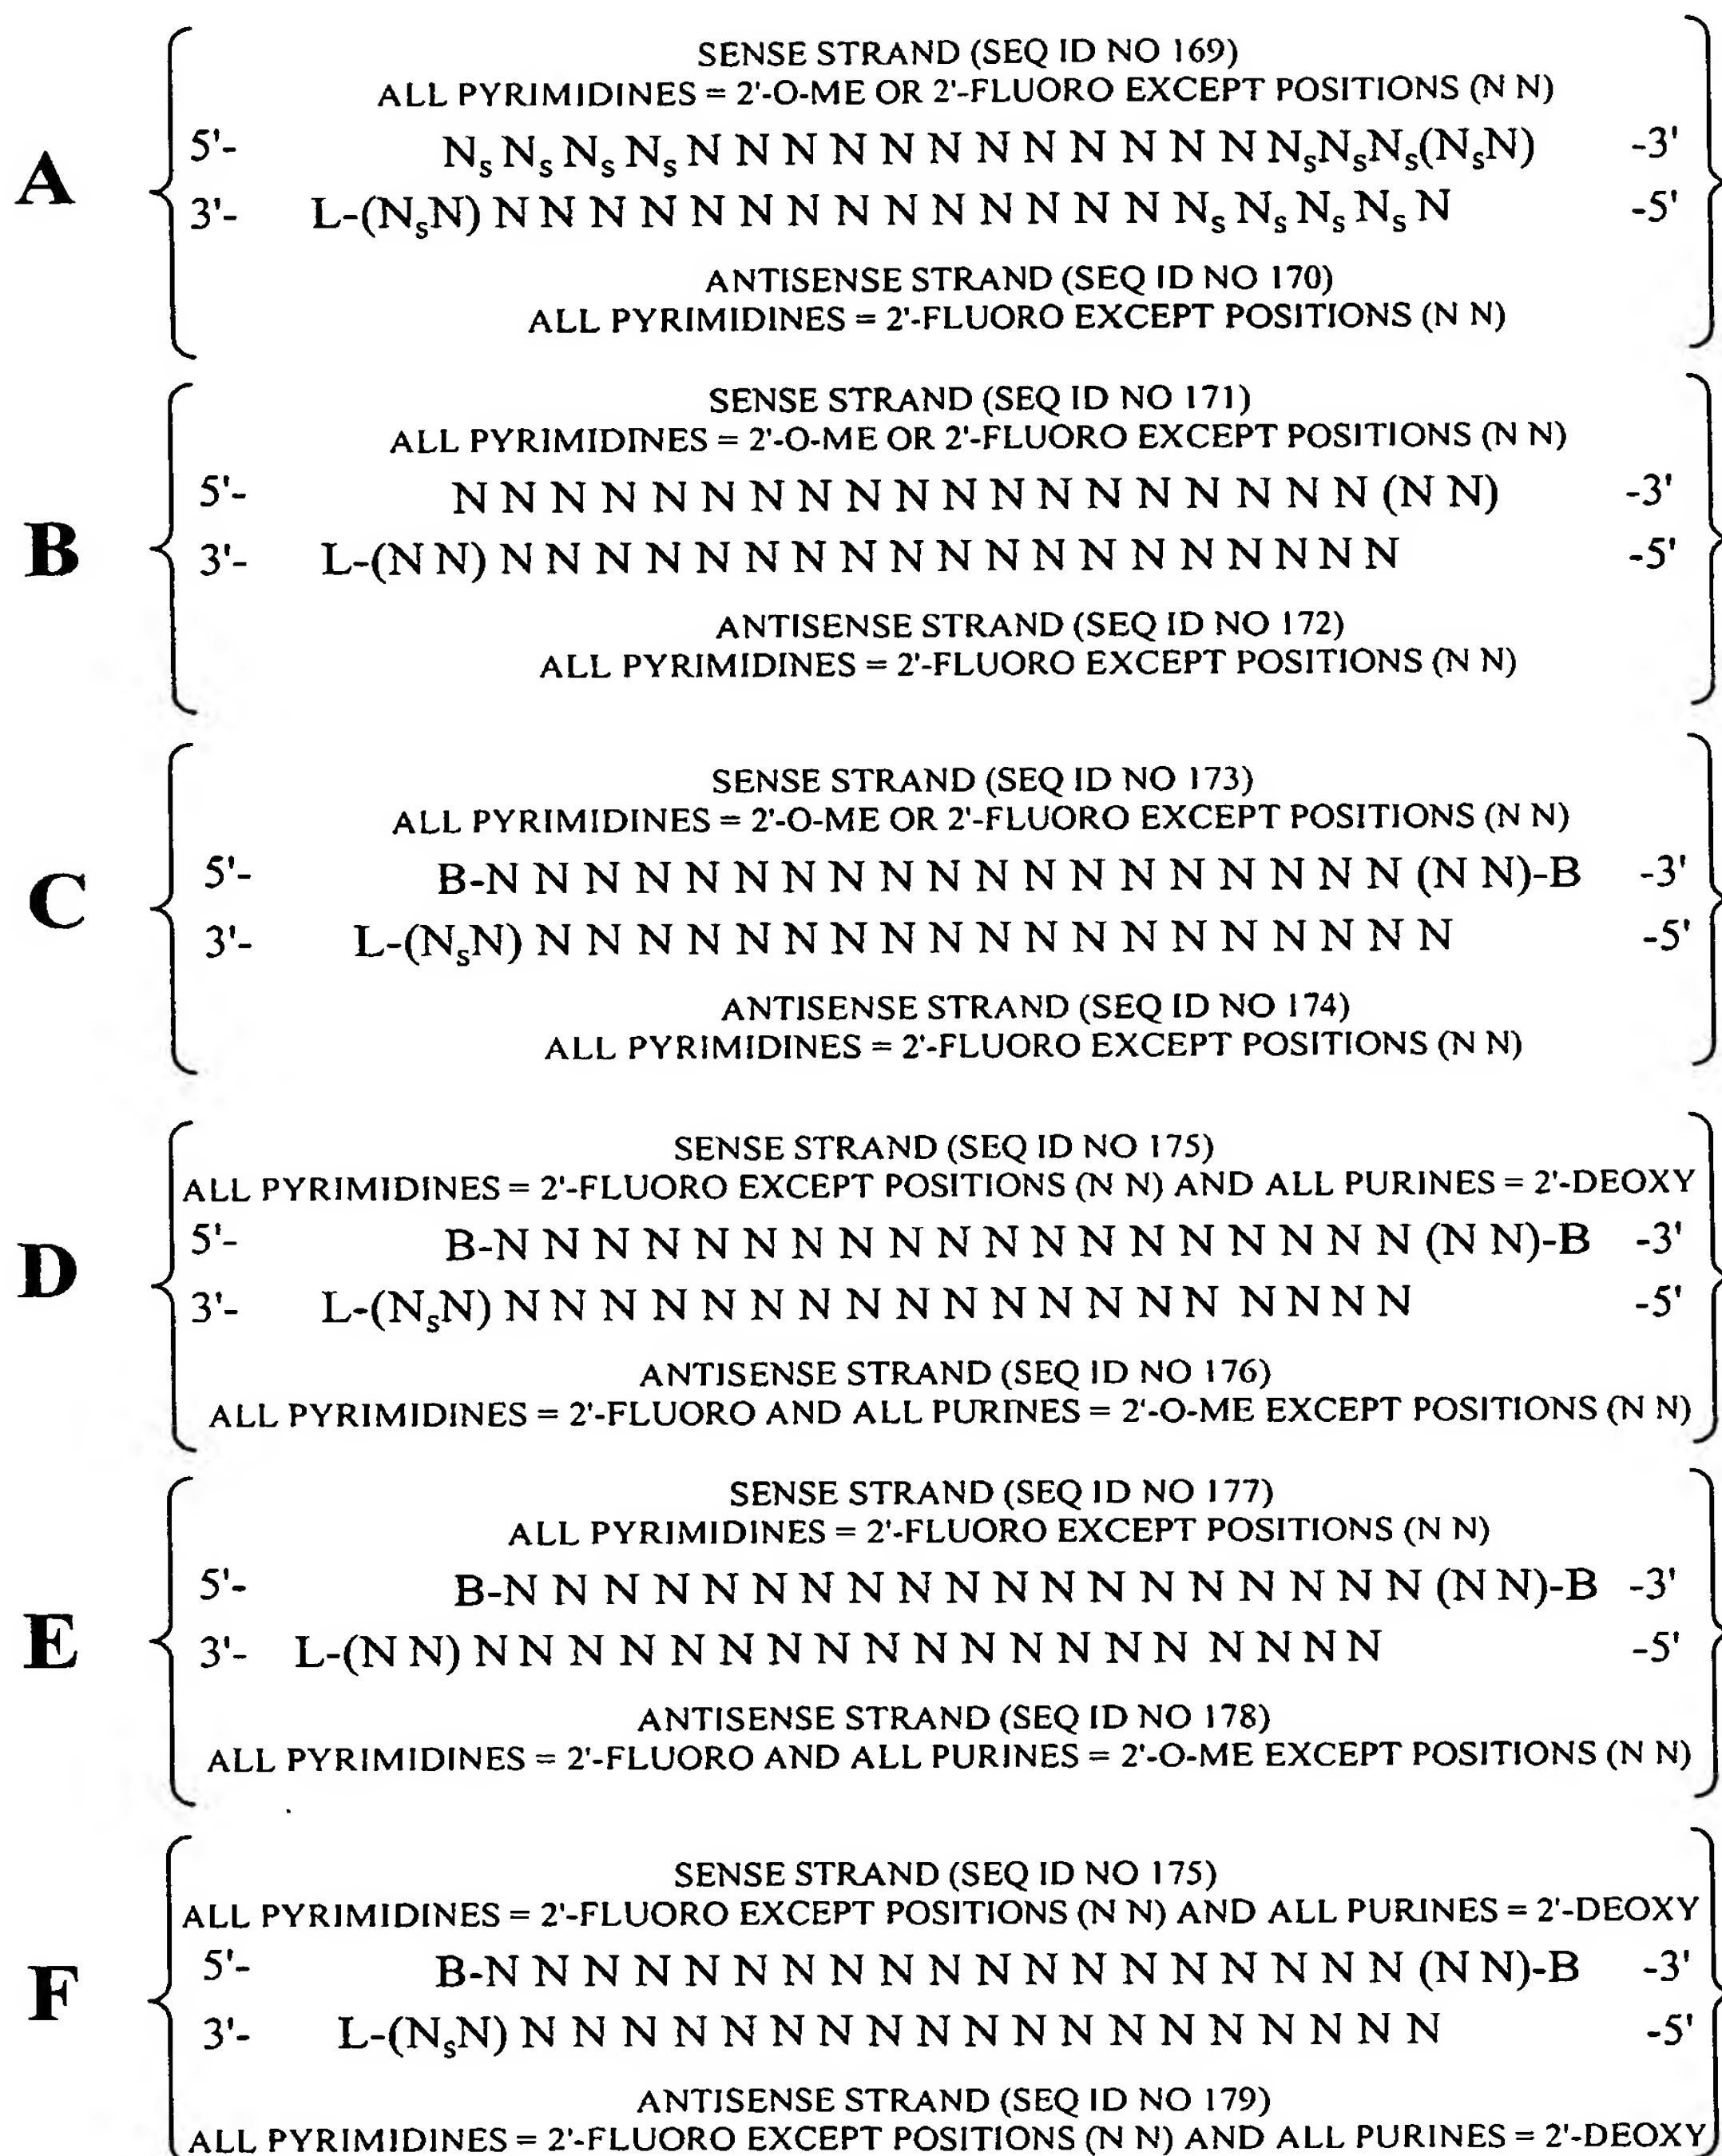 A
SENSE STRAND (SEQ ID NO 169)
ALL PYRIMIDINES = 2'-O-ME OR 2'-FLUORO EXCEPT POSITIONS (N N)
5'- NsNsNsNsN N N N N N N N N N N N NsNsNs(NsN) -3'
3'- L-(NsN) N N N N N N N N N N N N N N NsNsNsNsN -5'
ANTISENSE STRAND (SEQ ID NO 170)
ALL PYRIMIDINES = 2'-FLUORO EXCEPT POSITIONS (N N)
B
SENSE STRAND (SEQ ID NO 171)
ALL PYRIMIDINES = 2'-O-ME OR 2'-FLUORO EXCEPT POSITIONS (N N)
5'- N N N N N N N N N N N N N N N N N N N (N N) -3'
3'- L-(N N) N N N N N N N N N N N N N N N N N N N -5'
ANTISENSE STRAND (SEQ ID NO 172)
ALL PYRIMIDINES = 2'-FLUORO EXCEPT POSITIONS (N N)
C
SENSE STRAND (SEQ ID NO 173)
ALL PYRIMIDINES = 2'-O-ME OR 2'-FLUORO EXCEPT POSITIONS (N N)
5'- B-N N N N N N N N N N N N N N N N N N N (N N)-B -3'
3'- L-(NsN) N N N N N N N N N N N N N N N N N N N -5'
ANTISENSE STRAND (SEQ ID NO 174)
ALL PYRIMIDINES = 2'-FLUORO EXCEPT POSITIONS (N N)
D
SENSE STRAND (SEQ ID NO 175)
ALL PYRIMIDINES = 2'-FLUORO EXCEPT POSITIONS (N N) AND ALL PURINES = 2'-DEOXY
5'- B-N N N N N N N N N N N N N N N N N N N (N N)-B -3'
3'- L-(NsN) N N N N N N N N N N N N N N N N N N N -5'
ANTISENSE STRAND (SEQ ID NO 176)
ALL PYRIMIDINES = 2'-FLUORO AND ALL PURINES = 2'-O-ME EXCEPT POSITIONS (N N)
E
SENSE STRAND (SEQ ID NO 177)
ALL PYRIMIDINES = 2'-FLUORO EXCEPT POSITIONS (N N)
5'- B-N N N N N N N N N N N N N N N N N N N (N N)-B -3'
3'- L-(N N) N N N N N N N N N N N N N N N N N N N -5'
ANTISENSE STRAND (SEQ ID NO 178)
ALL PYRIMIDINES = 2'-FLUORO AND ALL PURINES = 2'-O-ME EXCEPT POSITIONS (N N)
F
SENSE STRAND (SEQ ID NO 175)
ALL PYRIMIDINES = 2'-FLUORO EXCEPT POSITIONS (N N) AND ALL PURINES = 2'-DEOXY
5'- B-N N N N N N N N N N N N N N N N N N N (N N)-B -3'
3'- L-(NsN) N N N N N N N N N N N N N N N N N N N -5'
ANTISENSE STRAND (SEQ ID NO 179)
ALL PYRIMIDINES = 2'-FLUORO EXCEPT POSITIONS (N N) AND ALL PURINES = 2'-DEOXY